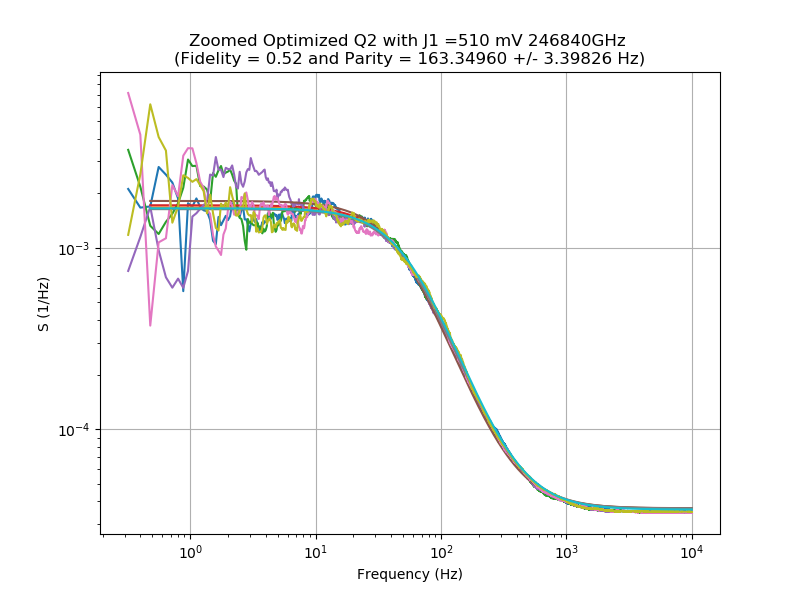 Zoomed Optimized Q2 with J1 =510 mV 246840GHz
(Fidelity = 0.52 and Parity = 163.34960 +/- 3.39826 Hz)
S (1/Hz)
10⁻³
10⁻⁴
10⁰ 10¹ 10² 10³ 10⁴
Frequency (Hz)